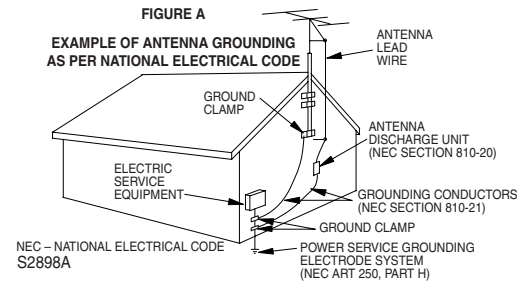 FIGURE A
EXAMPLE OF ANTENNA GROUNDING
AS PER NATIONAL ELECTRICAL CODE
ANTENNA
LEAD
WIRE
GROUND
CLAMP
ANTENNA
DISCHARGE UNIT
(NEC SECTION 810-20)
ELECTRIC
SERVICE
EQUIPMENT
GROUNDING CONDUCTORS
(NEC SECTION 810-21)
GROUND CLAMP
POWER SERVICE GROUNDING
ELECTRODE SYSTEM
(NEC ART 250, PART H)
NEC – NATIONAL ELECTRICAL CODE
S2898A